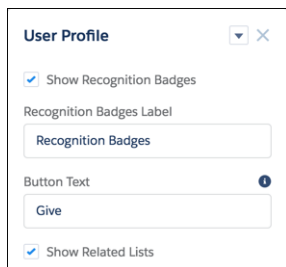 User Profile
Show Recognition Badges
Recognition Badges Label
Recognition Badges
Button Text
Give
Show Related Lists